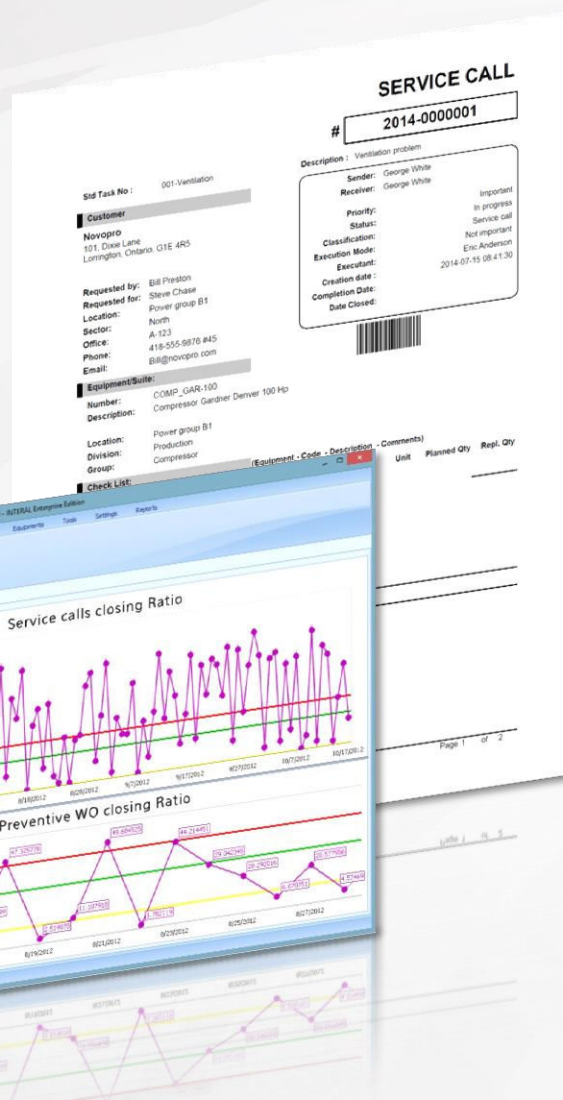 SERVICE CALL
# 2014-0000001
Description : Ventilation problem
Sender: George White
Receiver: George White
Priority: Important
Status: In progress
Classification: Service call
Execution Mode: Not important
Executant: Eric Anderson
Creation date : 2014-07-15 08:41:30
Completion Date:
Date Closed:
Std Task No : 001-Ventilation
Customer
Novopro
101, Dixie Lane
Lorrington, Ontario, G1E 4R5
Requested by: Bill Preston
Requested for: Steve Chase
Location: Power group B1
Sector: North
Office: A-123
Phone: 418-555-9876 #45
Email: Bill@novopro.com
Equipment/Suite:
Number: COMP_GAR-100
Description: Compressor Gardner Denver 100 Hp
Location: Power group B1
Division: Production
Group: Compressor
Check List: (Equipment - Code - Description - Comments) Unit Planned Qty Repl. Qty
- INTERAL Enterprise Edition
Equipments Tools Settings Reports
Service calls closing Ratio
8/18/2012 8/28/2012 9/7/2012 9/17/2012 9/27/2012 10/7/2012 10/17/2012
Preventive WO closing Ratio
8/19/2012 8/21/2012 8/23/2012 8/25/2012 8/27/2012
Page 1 of 2